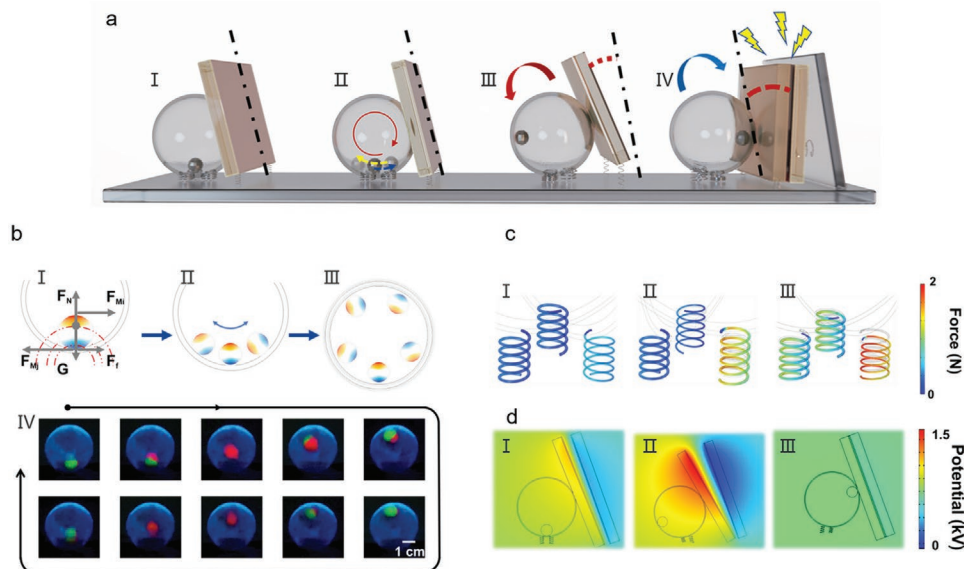 a
I
II
III
IV
b
I
F_N
F_Mi
F_Mj
G
F_f
II
III
IV
1 cm
c
I
II
III
2
0
Force (N)
d
I
II
III
1.5
0
Potential (kV)